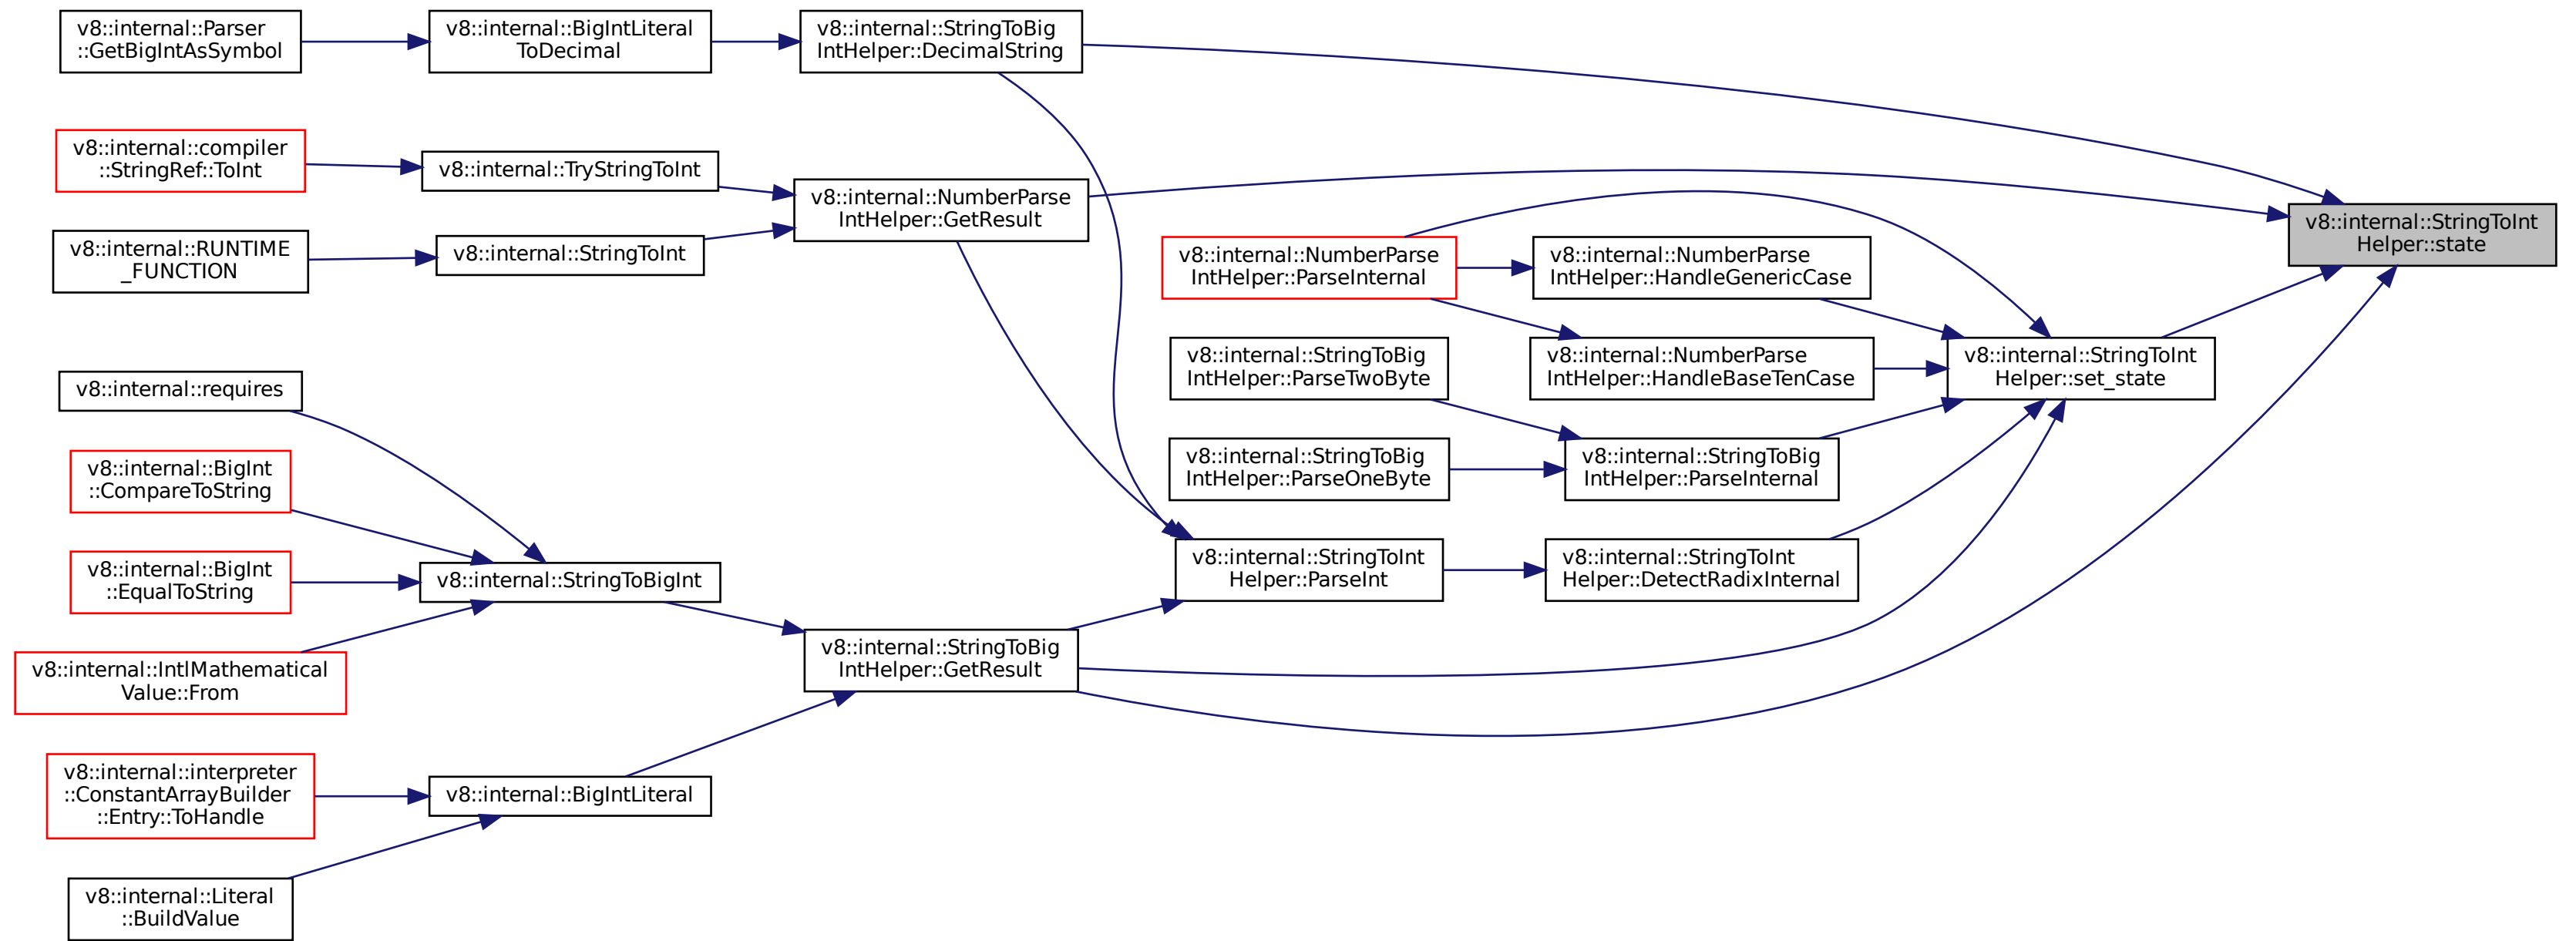 v8::internal::Parser
::GetBigIntAsSymbol
v8::internal::BigIntLiteral
ToDecimal
v8::internal::StringToBig
IntHelper::DecimalString
v8::internal::compiler
::StringRef::ToInt
v8::internal::TryStringToInt
v8::internal::NumberParse
IntHelper::GetResult
v8::internal::RUNTIME
_FUNCTION
v8::internal::StringToInt
v8::internal::StringToInt
Helper::state
v8::internal::NumberParse
IntHelper::ParseInternal
v8::internal::NumberParse
IntHelper::HandleGenericCase
v8::internal::StringToBig
IntHelper::ParseTwoByte
v8::internal::NumberParse
IntHelper::HandleBaseTenCase
v8::internal::StringToInt
Helper::set_state
v8::internal::requires
v8::internal::BigInt
::CompareToString
v8::internal::StringToBig
IntHelper::ParseOneByte
v8::internal::StringToBig
IntHelper::ParseInternal
v8::internal::BigInt
::EqualToString
v8::internal::StringToBigInt
v8::internal::StringToInt
Helper::ParseInt
v8::internal::StringToInt
Helper::DetectRadixInternal
v8::internal::IntlMathematical
Value::From
v8::internal::StringToBig
IntHelper::GetResult
v8::internal::interpreter
::ConstantArrayBuilder
::Entry::ToHandle
v8::internal::BigIntLiteral
v8::internal::Literal
::BuildValue